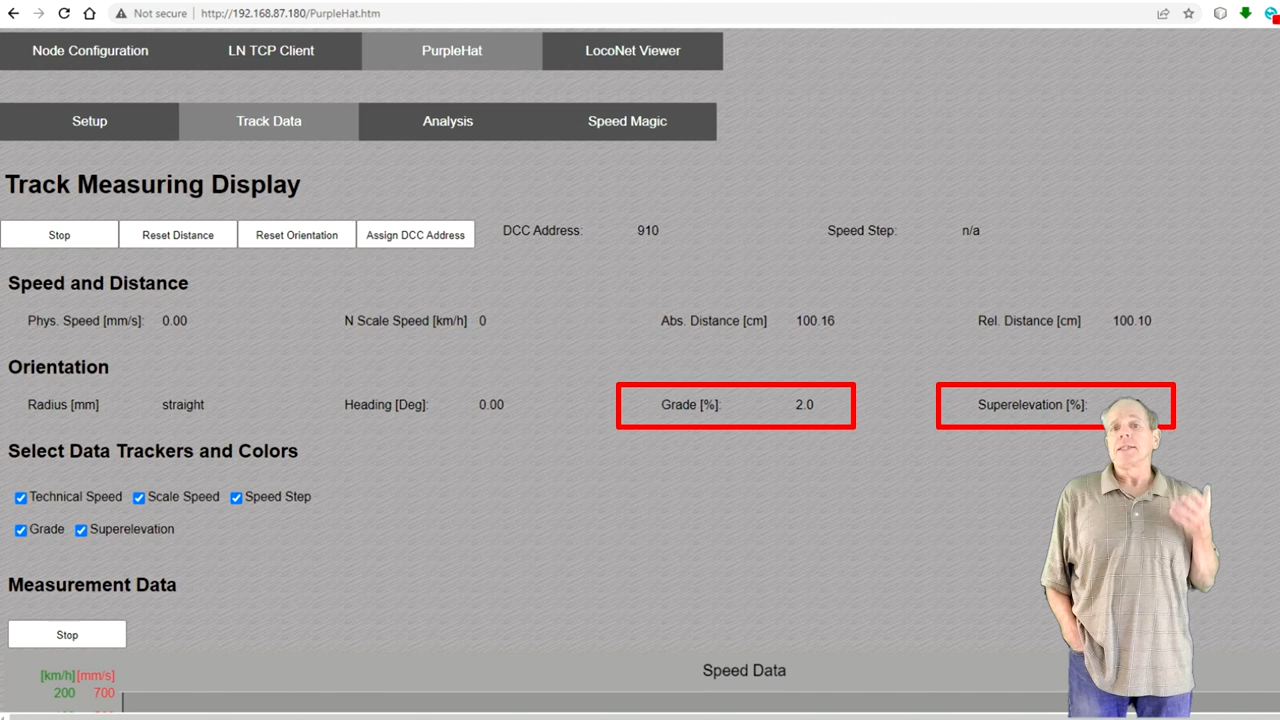 Not secure http://192.168.87.180/PurpleHat.htm
Node Configuration LN TCP Client PurpleHat LocoNet Viewer
Setup Track Data Analysis Speed Magic
Track Measuring Display
Stop Reset Distance Reset Orientation Assign DCC Address DCC Address: 910 Speed Step: n/a
Speed and Distance
Phys. Speed [mm/s]: 0.00 N Scale Speed [km/h] 0 Abs. Distance [cm] 100.16 Rel. Distance [cm] 100.10
Orientation
Radius [mm] straight Heading [Deg]: 0.00 Grade [%]: 2.0 Superelevation [%]:
Select Data Trackers and Colors
Technical Speed Scale Speed Speed Step
Grade Superelevation
Measurement Data
Stop
[km/h] [mm/s] Speed Data
200 700